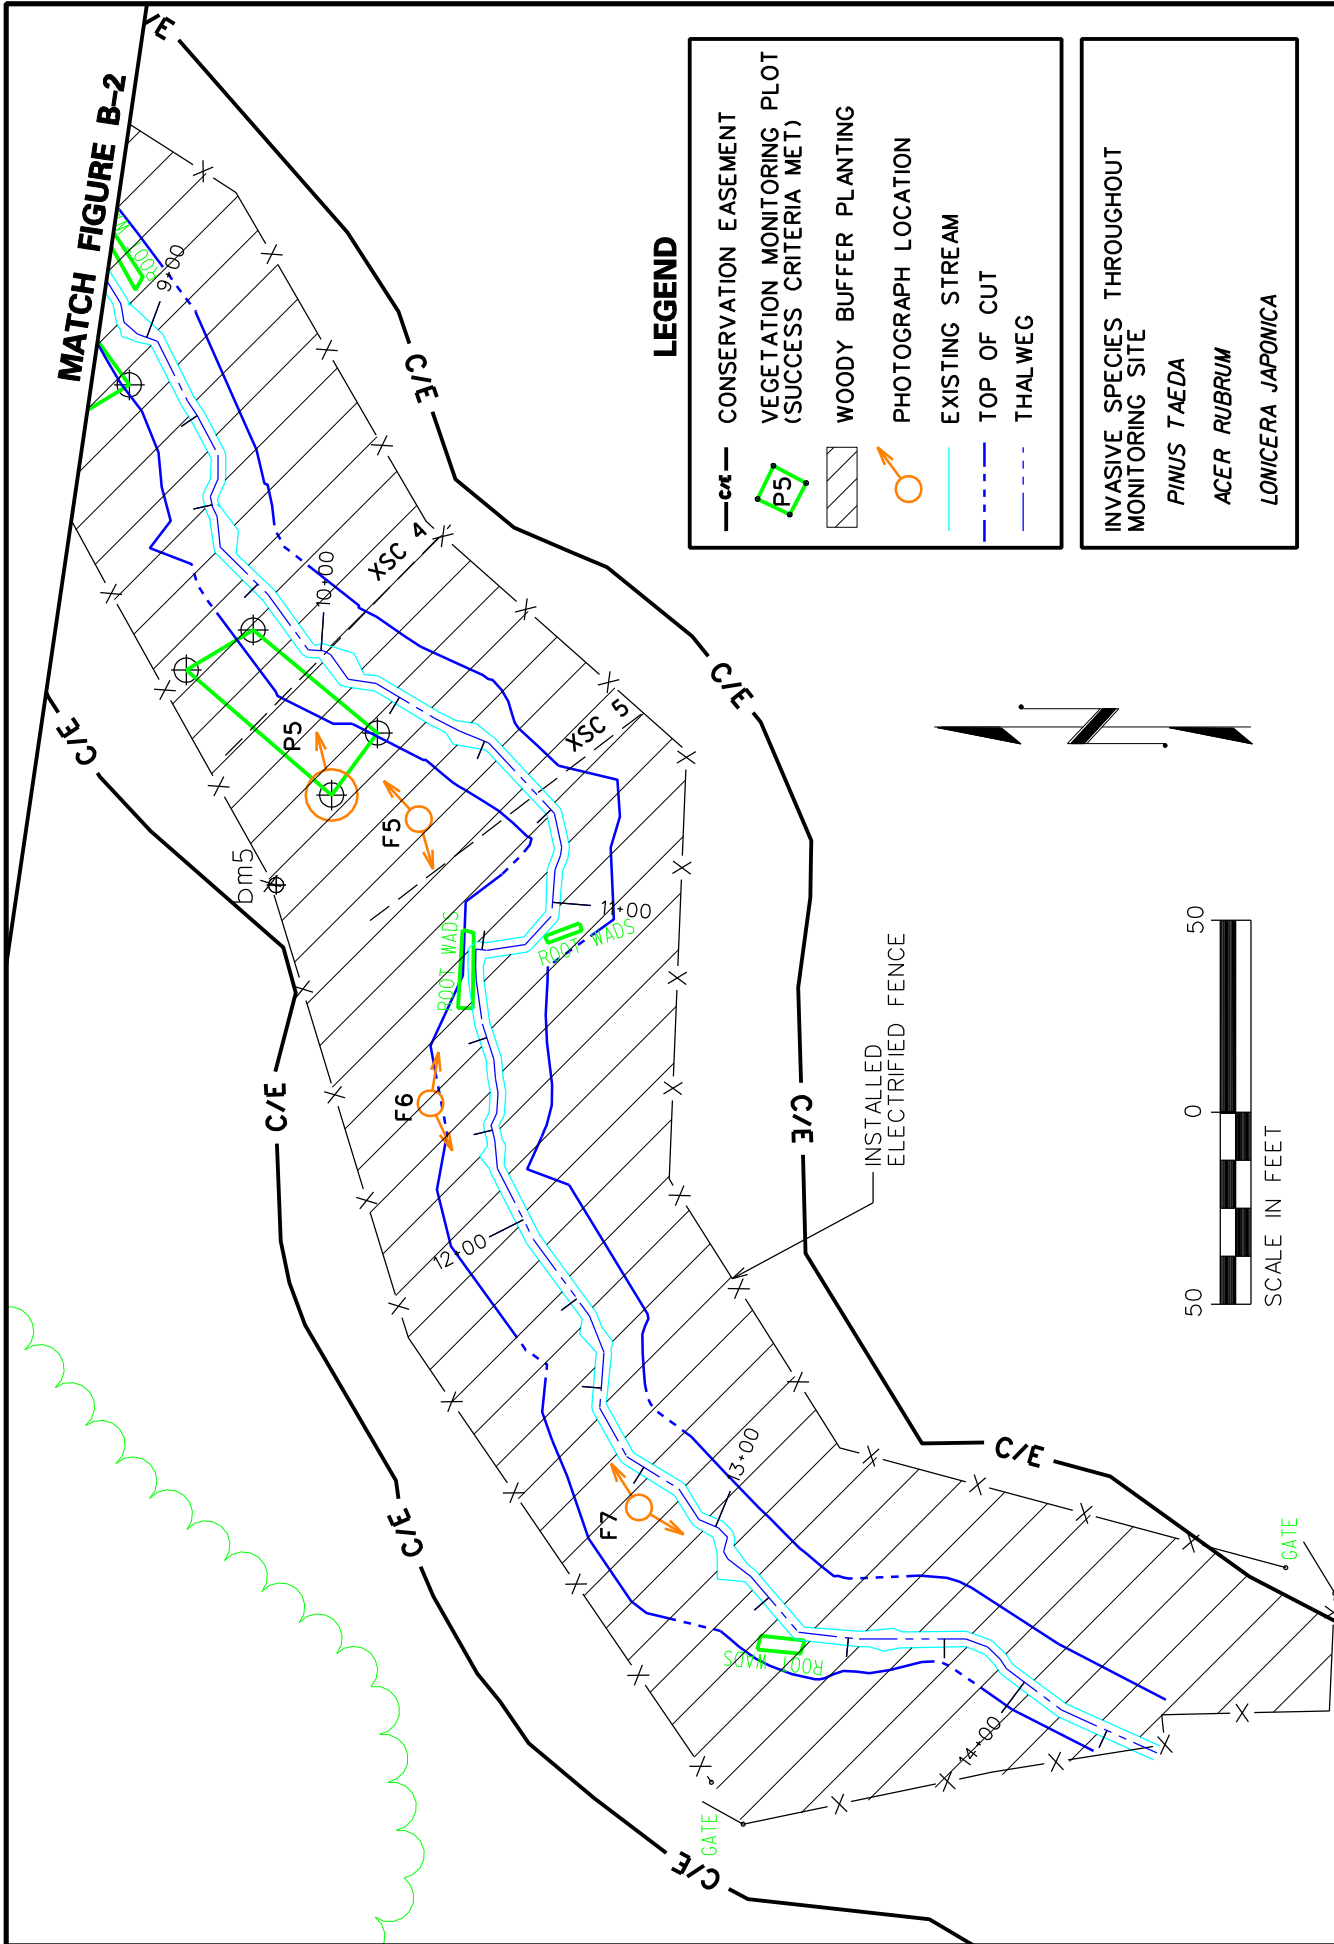 MATCH FIGURE B-2
C/E
C/E
C/E
C/E
C/E
C/E
C/E
C/E
C/E
ROOT W
9+00
10+00
11+00
12+00
13+00
14+00
XSC 4
XSC 5
P5
F5
F6
F7
bm5
ROOT WADS
ROOT WADS
ROOT WADS
GATE
GATE
INSTALLED
ELECTRIFIED FENCE
LEGEND
C/E CONSERVATION EASEMENT
P5 VEGETATION MONITORING PLOT
(SUCCESS CRITERIA MET)
WOODY BUFFER PLANTING
PHOTOGRAPH LOCATION
EXISTING STREAM
TOP OF CUT
THALWEG
INVASIVE SPECIES THROUGHOUT
MONITORING SITE
PINUS TAEDA
ACER RUBRUM
LONICERA JAPONICA
50 0 50
SCALE IN FEET